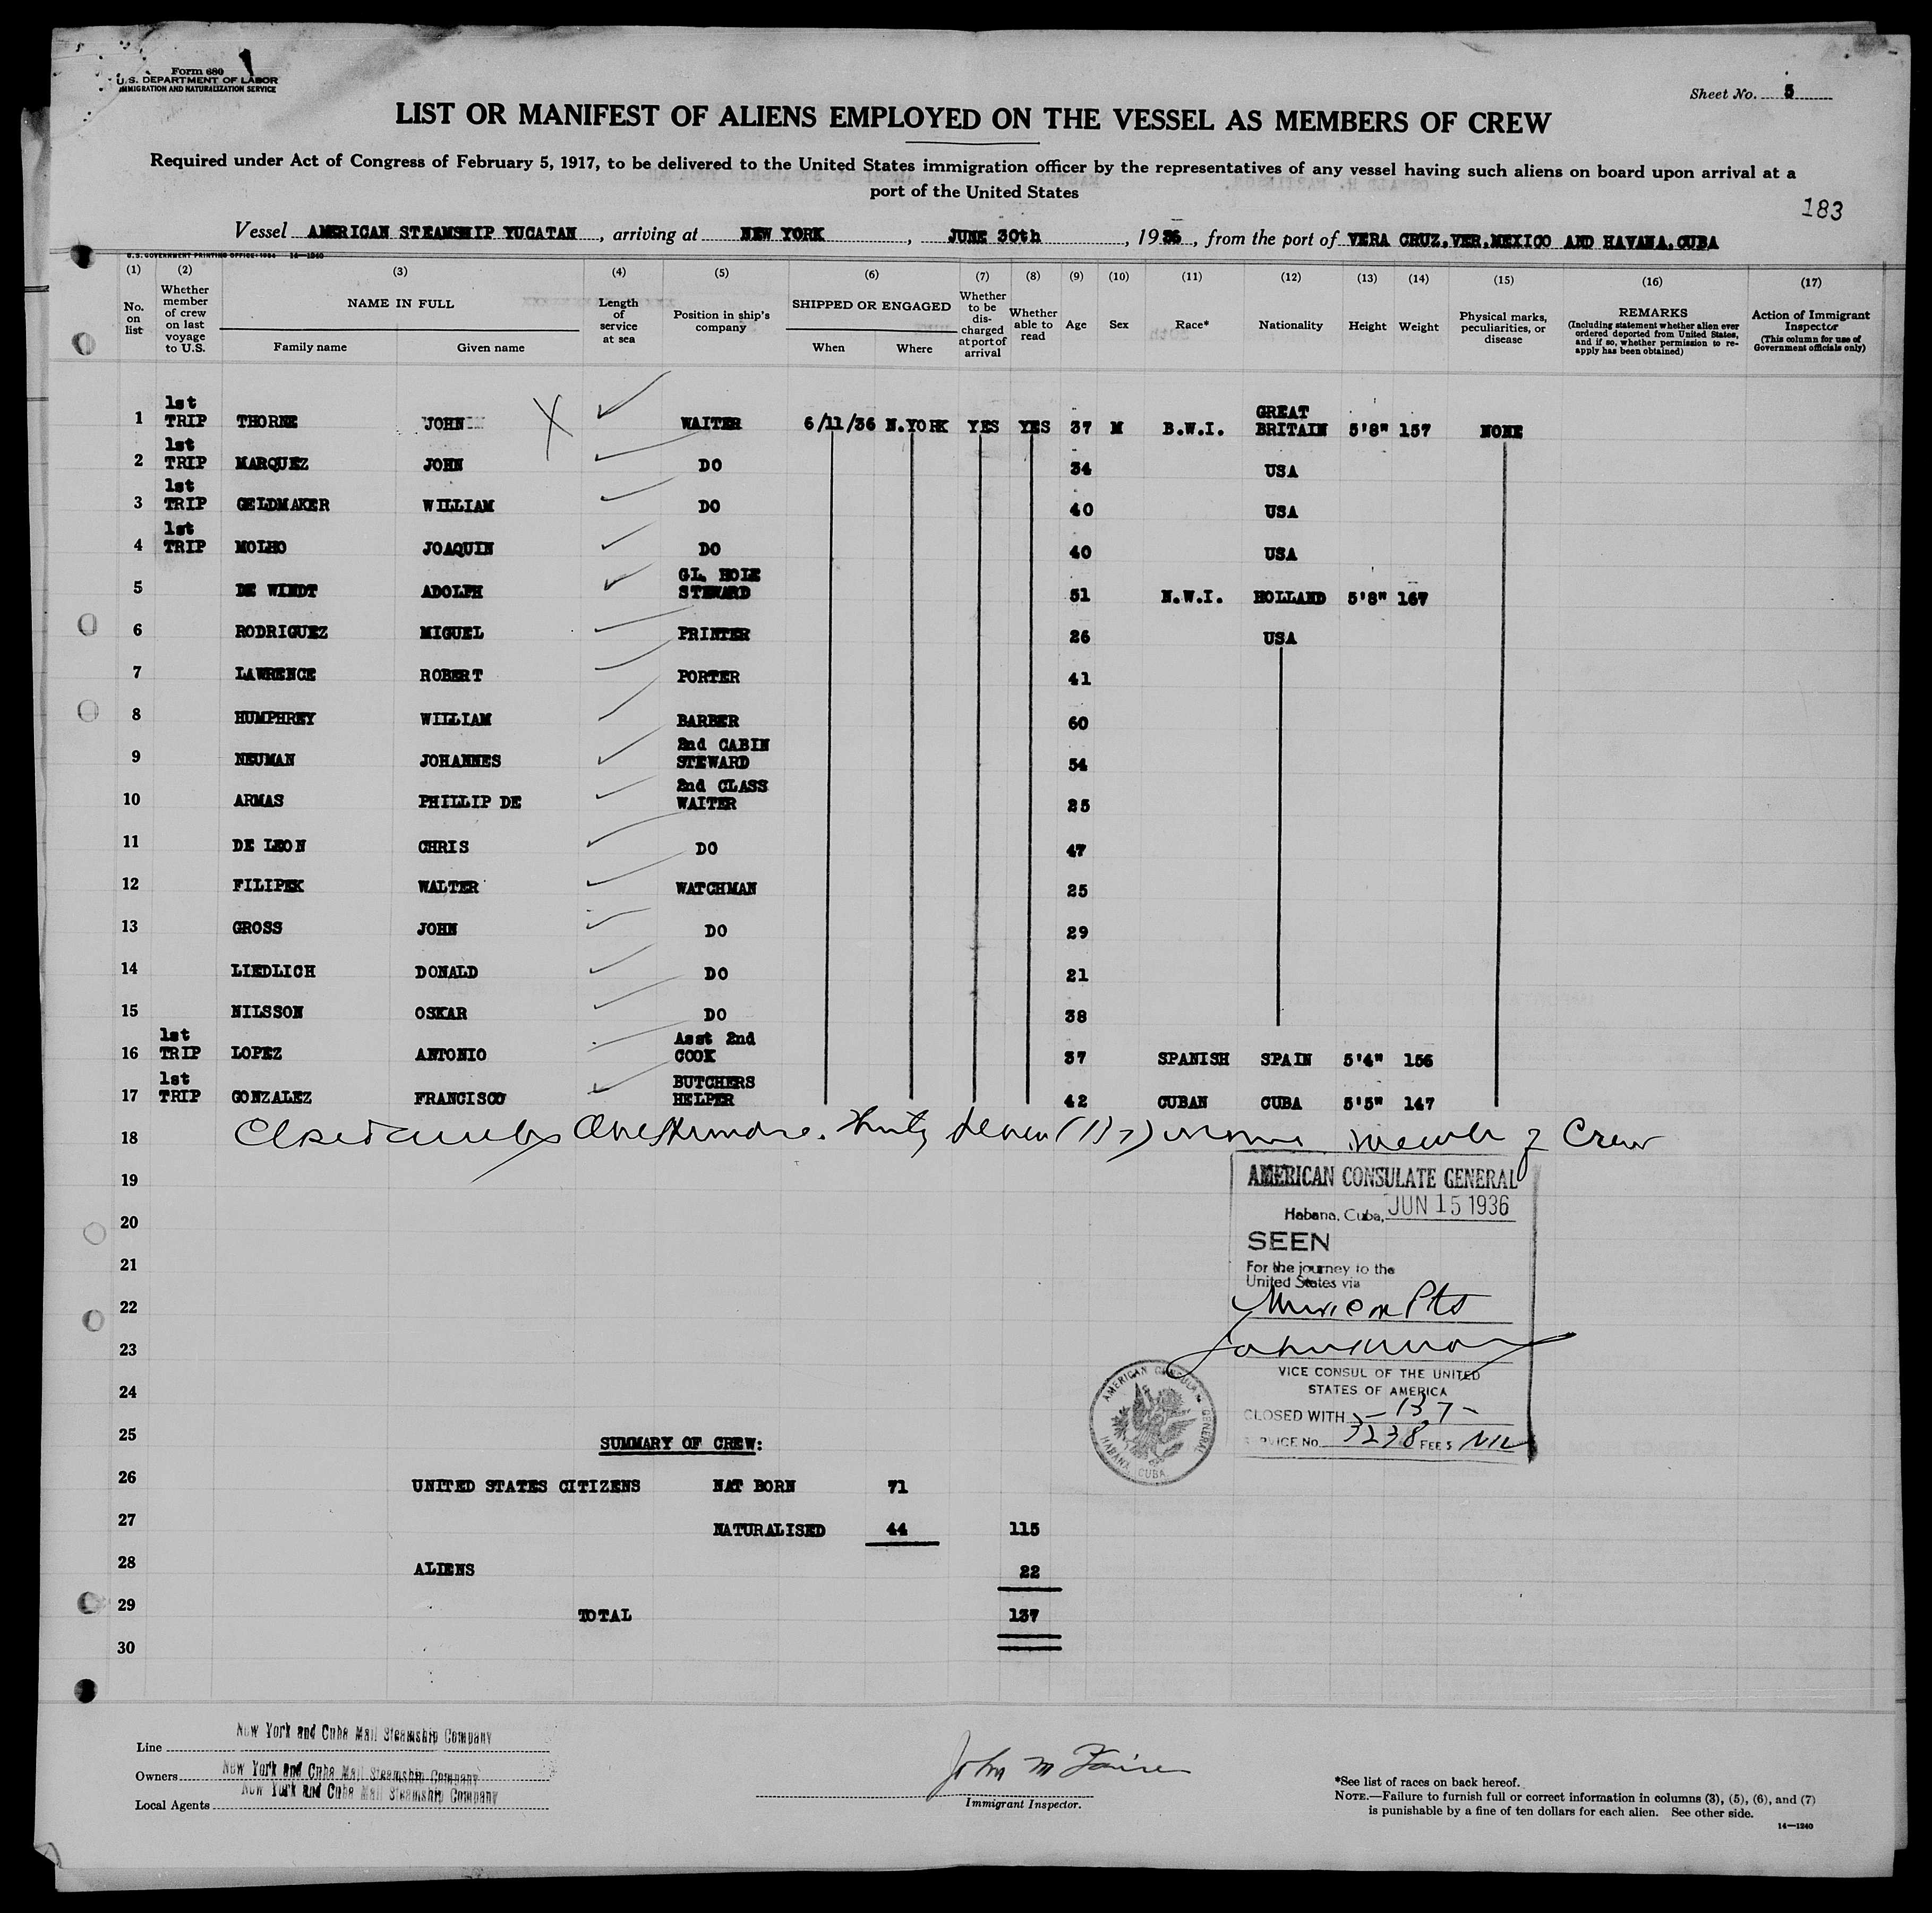 Form 680
U.S. DEPARTMENT OF LABOR
IMMIGRATION AND NATURALIZATION SERVICE
Sheet No. 5
LIST OR MANIFEST OF ALIENS EMPLOYED ON THE VESSEL AS MEMBERS OF CREW
Required under Act of Congress of February 5, 1917, to be delivered to the United States immigration officer by the representatives of any vessel having such aliens on board upon arrival at a
port of the United States
183
Vessel AMERICAN STEAMSHIP YUCATAN, arriving at NEW YORK, JUNE 30th, 1936, from the port of VERA CRUZ,VER,MEXICO AND HAVANA,CUBA
U.S. GOVERNMENT PRINTING OFFICE: 1934 14-1240
(1) (2) (3) (4) (5) (6) (7) (8) (9) (10) (11) (12) (13) (14) (15) (16) (17)
No. on list
Whether member of crew on last voyage to U.S.
NAME IN FULL
Family name Given name
Length of service at sea
Position in ship's company
SHIPPED OR ENGAGED
When Where
Whether to be discharged at port of arrival
Whether able to read
Age Sex Race* Nationality Height Weight
Physical marks, peculiarities, or disease
REMARKS
(Including statement whether alien ever ordered deported from United States, and if so, whether permission to re-apply has been obtained)
Action of Immigrant Inspector
(This column for use of Government officials only)
1 1st TRIP THORNE JOHN X WAITER 6/11/36 N.YORK YES YES 37 M B.W.I. GREAT BRITAIN 5'8" 157 NONE
2 1st TRIP MARQUEZ JOHN DO 34 USA
3 1st TRIP GELDMAKER WILLIAM DO 40 USA
4 1st TRIP MOLHO JOAQUIN DO 40 USA
5 DE WINDT ADOLPH GL. HOLE STEWARD 51 N.W.I. HOLLAND 5'8" 167
6 RODRIGUEZ MIGUEL PRINTER 26 USA
7 LAWRENCE ROBERT PORTER 41
8 HUMPHREY WILLIAM BARBER 60
9 NEUMAN JOHANNES 2nd CABIN STEWARD 54
10 ARMAS PHILLIP DE 2nd CLASS WAITER 25
11 DE LEON CHRIS DO 47
12 FILIPEK WALTER WATCHMAN 25
13 GROSS JOHN DO 29
14 LIEDLICH DONALD DO 21
15 NILSSON OSKAR DO 38
16 1st TRIP LOPEZ ANTONIO Asst 2nd COOK 37 SPANISH SPAIN 5'4" 156
17 1st TRIP GONZALEZ FRANCISCO BUTCHERS HELPER 42 CUBAN CUBA 5'5" 147
18 Closed One Hundred Thirty Seven (137) Crew
19
AMERICAN CONSULATE GENERAL
20
Habana, Cuba, JUN 15 1936
SEEN
21
For the journey to the
United States via
22
23
VICE CONSUL OF THE UNITED
24
STATES OF AMERICA
CLOSED WITH -137-
SERVICE No. 3238 FEES NIL
AMERICAN CONSULATE GENERAL HABANA CUBA
25 SUMMARY OF CREW:
26 UNITED STATES CITIZENS NAT BORN 71
27 NATURALISED 44 115
28 ALIENS 22
29 TOTAL 137
30
Line New York and Cuba Mail Steamship Company
Owners New York and Cuba Mail Steamship Company
Local Agents New York and Cuba Mail Steamship Company
John M
Immigrant Inspector.
*See list of races on back hereof.
NOTE.—Failure to furnish full or correct information in columns (3), (5), (6), and (7)
is punishable by a fine of ten dollars for each alien. See other side.
14-1240